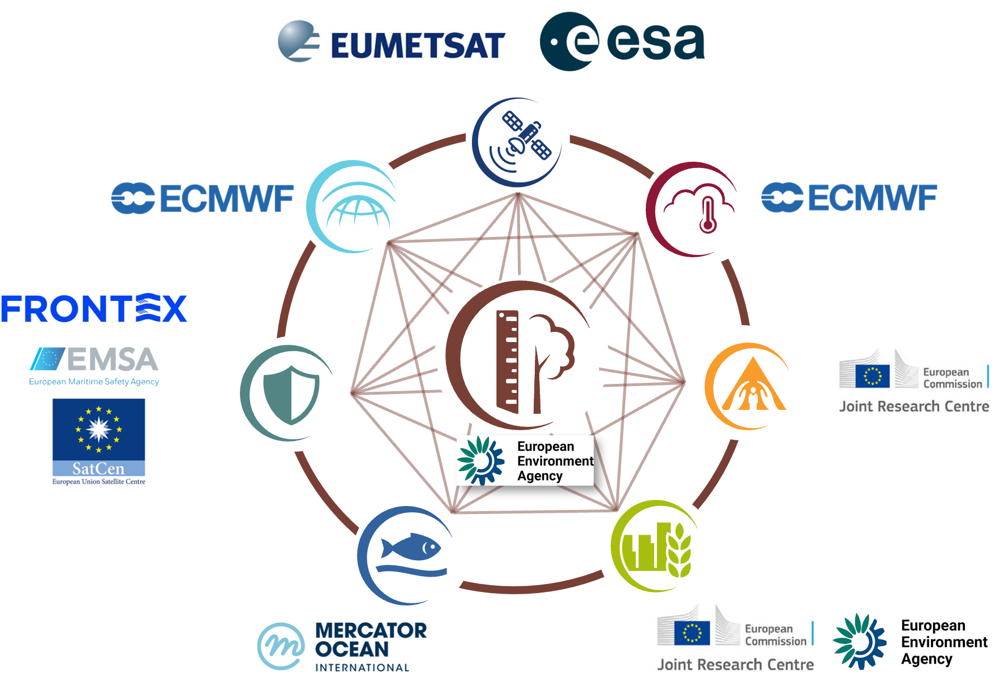 EUMETSAT
esa
ECMWF
ECMWF
FRONTEX
EMSA
European Maritime Safety Agency
SatCen
European Union Satellite Centre
European
Commission
Joint Research Centre
European
Environment
Agency
MERCATOR
OCEAN
INTERNATIONAL
European
Commission
Joint Research Centre
European
Environment
Agency